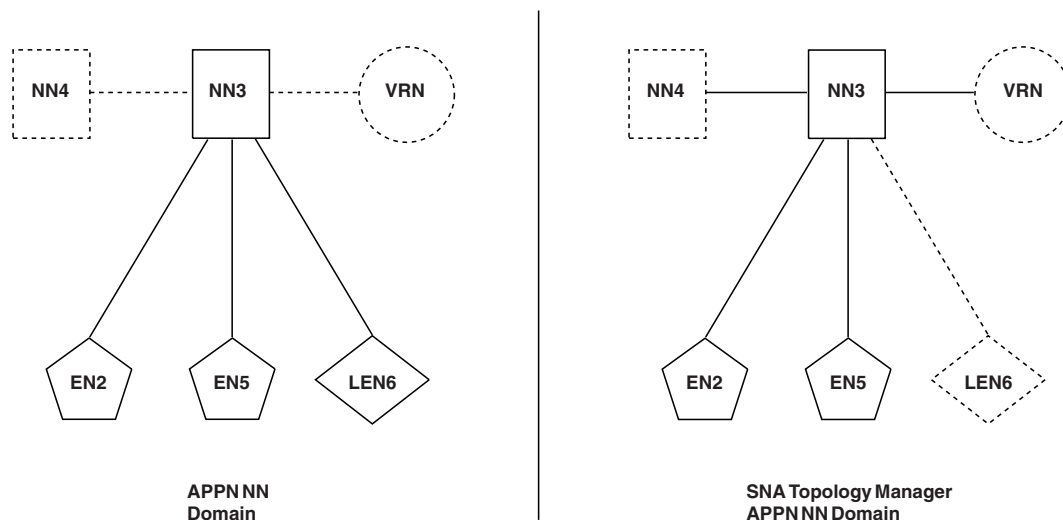 NN4
NN3
VRN
EN2
EN5
LEN6
APPN NN
Domain
NN4
NN3
VRN
EN2
EN5
LEN6
SNA Topology Manager
APPN NN Domain